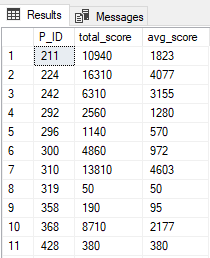 Results Messages
P_ID total_score avg_score
1 211 10940 1823
2 224 16310 4077
3 242 6310 3155
4 292 2560 1280
5 296 1140 570
6 300 4860 972
7 310 13810 4603
8 319 50 50
9 358 190 95
10 368 8710 2177
11 428 380 380